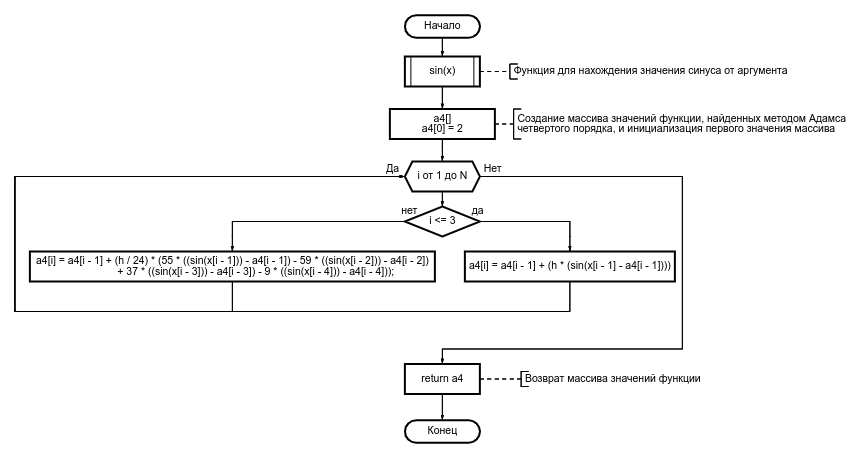 Начало
sin(x)
Функция для нахождения значения синуса от аргумента
a4[]
a4[0] = 2
Создание массива значений функции, найденных методом Адамса
четвертого порядка, и инициализация первого значения массива
Да
i от 1 до N
Нет
нет
i <= 3
да
a4[i] = a4[i - 1] + (h / 24) * (55 * ((sin(x[i - 1])) - a4[i - 1]) - 59 * ((sin(x[i - 2])) - a4[i - 2])
+ 37 * ((sin(x[i - 3])) - a4[i - 3]) - 9 * ((sin(x[i - 4])) - a4[i - 4]));
a4[i] = a4[i - 1] + (h * (sin(x[i - 1] - a4[i - 1])))
return a4
Возврат массива значений функции
Конец